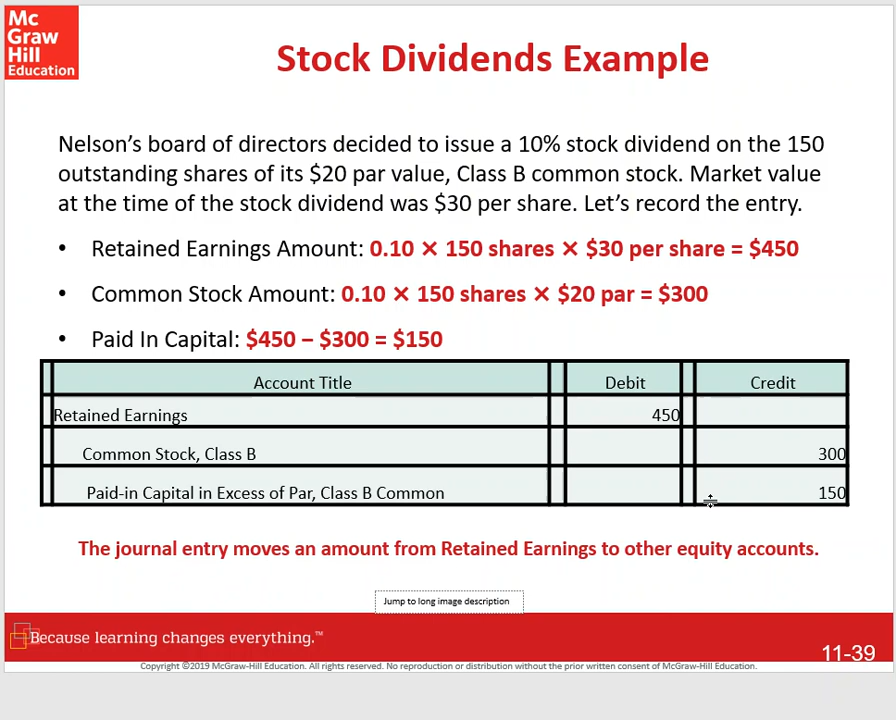 Mc
Graw
Hill
Education
Stock Dividends Example
Nelson’s board of directors decided to issue a 10% stock dividend on the 150
outstanding shares of its $20 par value, Class B common stock. Market value
at the time of the stock dividend was $30 per share. Let’s record the entry.
• Retained Earnings Amount: 0.10 × 150 shares × $30 per share = $450
• Common Stock Amount: 0.10 × 150 shares × $20 par = $300
• Paid In Capital: $450 – $300 = $150
Account Title Debit Credit
Retained Earnings 450
Common Stock, Class B 300
Paid-in Capital in Excess of Par, Class B Common 150
The journal entry moves an amount from Retained Earnings to other equity accounts.
Jump to long image description
Because learning changes everything.™
11-39
Copyright ©2019 McGraw-Hill Education. All rights reserved. No reproduction or distribution without the prior written consent of McGraw-Hill Education.